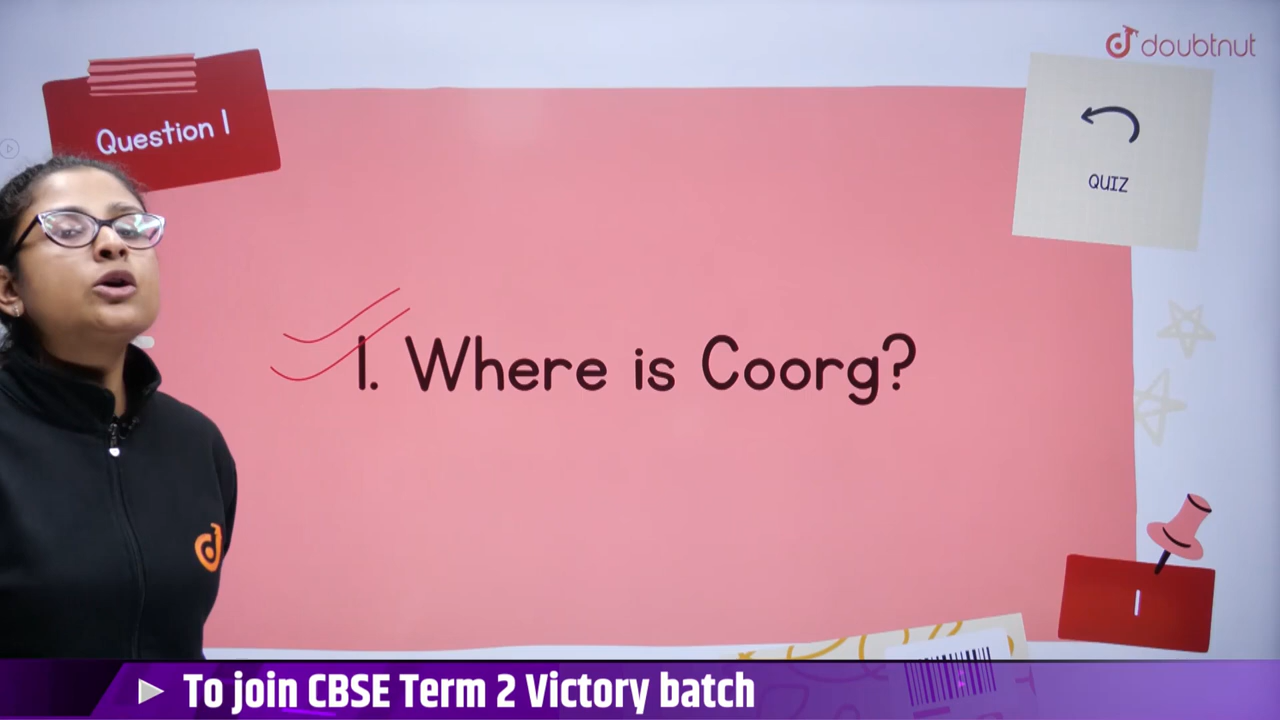 doubtnut
Question 1
QUIZ
1. Where is Coorg?
1
To join CBSE Term 2 Victory batch